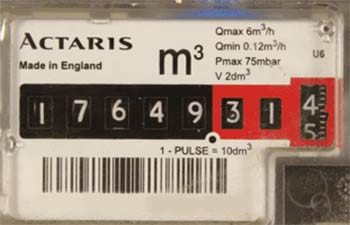 ACTARIS
Made in England
m³
Qmax 6m³/h
Qmin 0.12m³/h
Pmax 75mbar
V 2dm³
U6
1 7 6 4 9 3 1 4
5
1 - PULSE = 10dm³